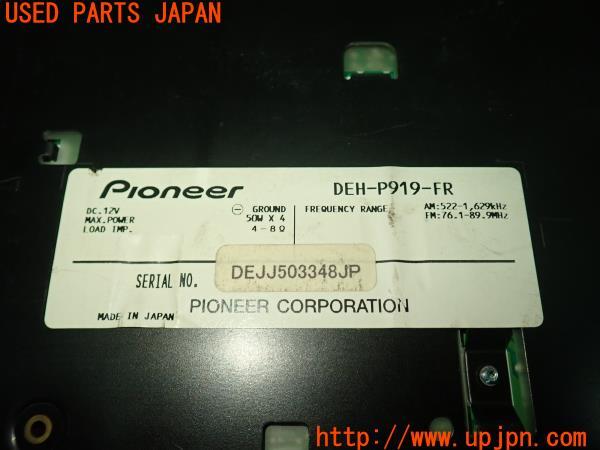 USED PARTS JAPAN
Pioneer DEH-P919-FR
DC.12V ⊖ GROUND FREQUENCY RANGE AM:522-1,629kHz
MAX.POWER 50W X 4 FM:76.1-89.9MHz
LOAD IMP. 4-8Ω
SERIAL NO. DEJJ503348JP
MADE IN JAPAN PIONEER CORPORATION
http://www.upjpn.com/